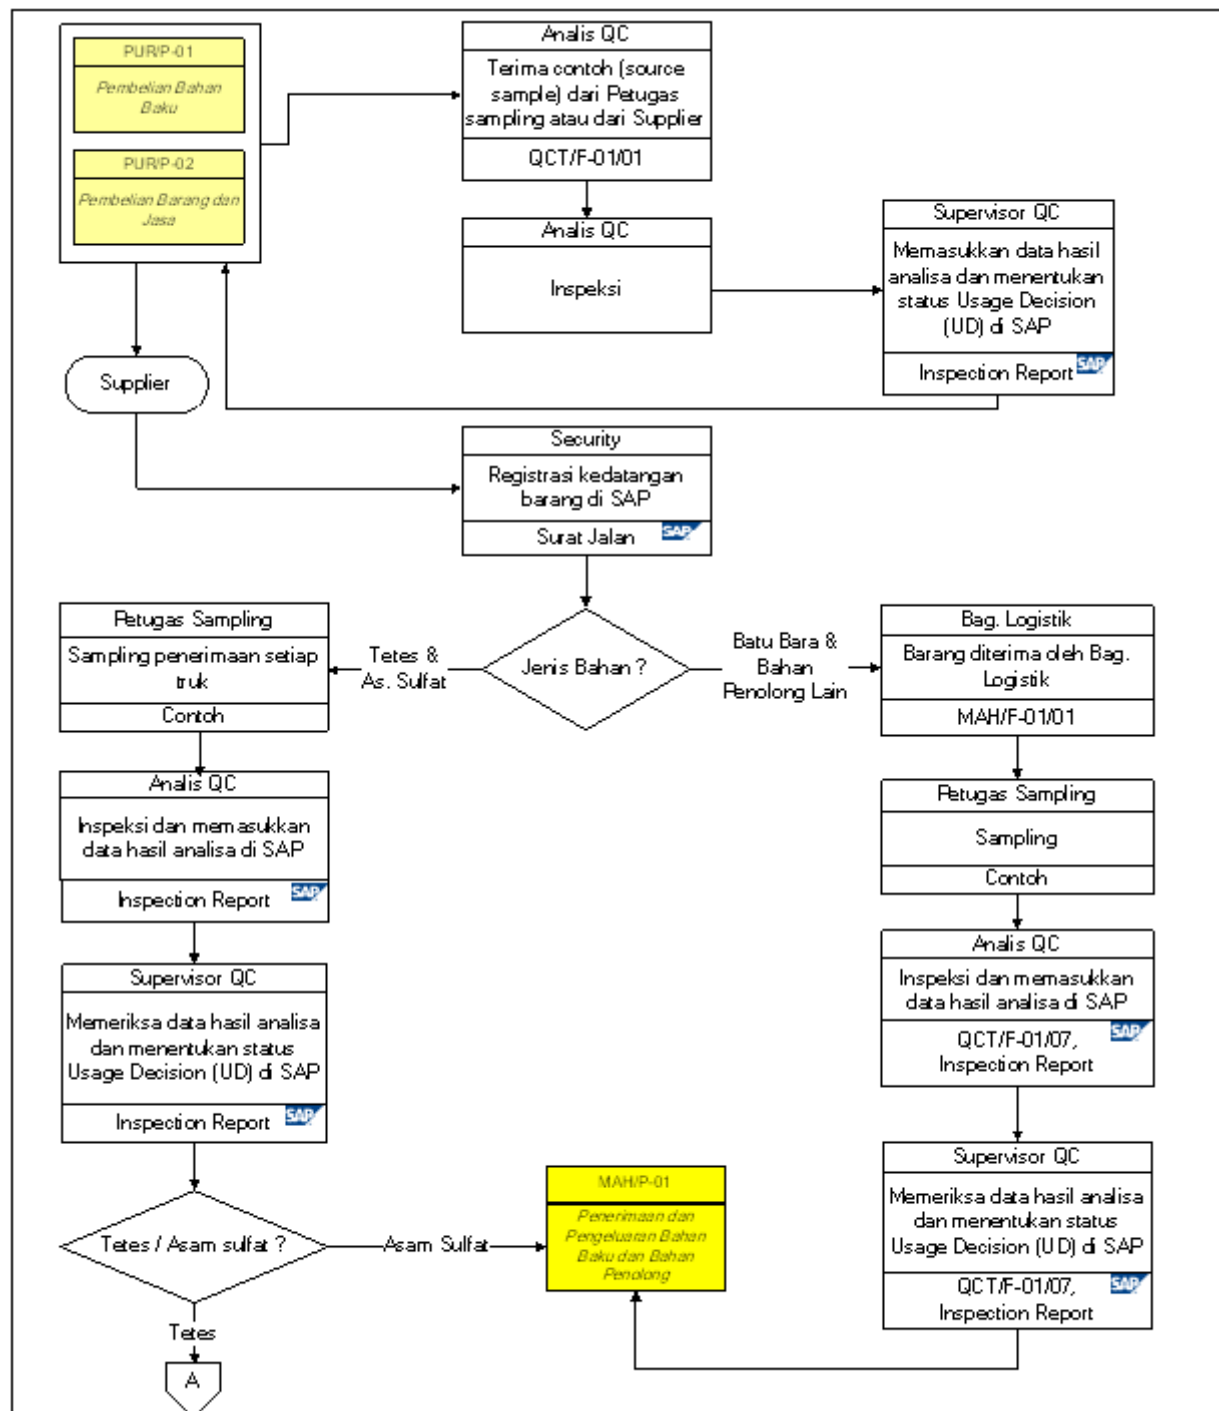 PUR/P-01
Pembelian Bahan
Baku
PUR/P-02
Pembelian Barang dan
Jasa
Analis QC
Terima contoh (source
sample) dari Petugas
sampling atau dari Supplier
QCT/F-01/01
Analis QC
Inspeksi
Supervisor QC
Memasukkan data hasil
analisa dan menentukan
status Usage Decision
(UD) di SAP
Inspection Report
SAP
Supplier
Security
Registrasi kedatangan
barang di SAP
Surat Jalan
SAP
Jenis Bahan ?
Tetes &
As. Sulfat
Batu Bara &
Bahan
Penolong Lain
Petugas Sampling
Sampling penerimaan setiap
truk
Contoh
Analis QC
Inspeksi dan memasukkan
data hasil analisa di SAP
Inspection Report
SAP
Supervisor QC
Memeriksa data hasil analisa
dan menentukan status
Usage Decision (UD) di SAP
Inspection Report
SAP
Tetes / Asam sulfat ?
Asam Sulfat
Tetes
A
MAH/P-01
Penerimaan dan
Pengeluaran Bahan
Baku dan Bahan
Penolong
Bag. Logistik
Barang diterima oleh Bag.
Logistik
MAH/F-01/01
Petugas Sampling
Sampling
Contoh
Analis QC
Inspeksi dan memasukkan
data hasil analisa di SAP
QCT/F-01/07,
Inspection Report
SAP
Supervisor QC
Memeriksa data hasil analisa
dan menentukan status
Usage Decision (UD) di SAP
QCT/F-01/07,
Inspection Report
SAP